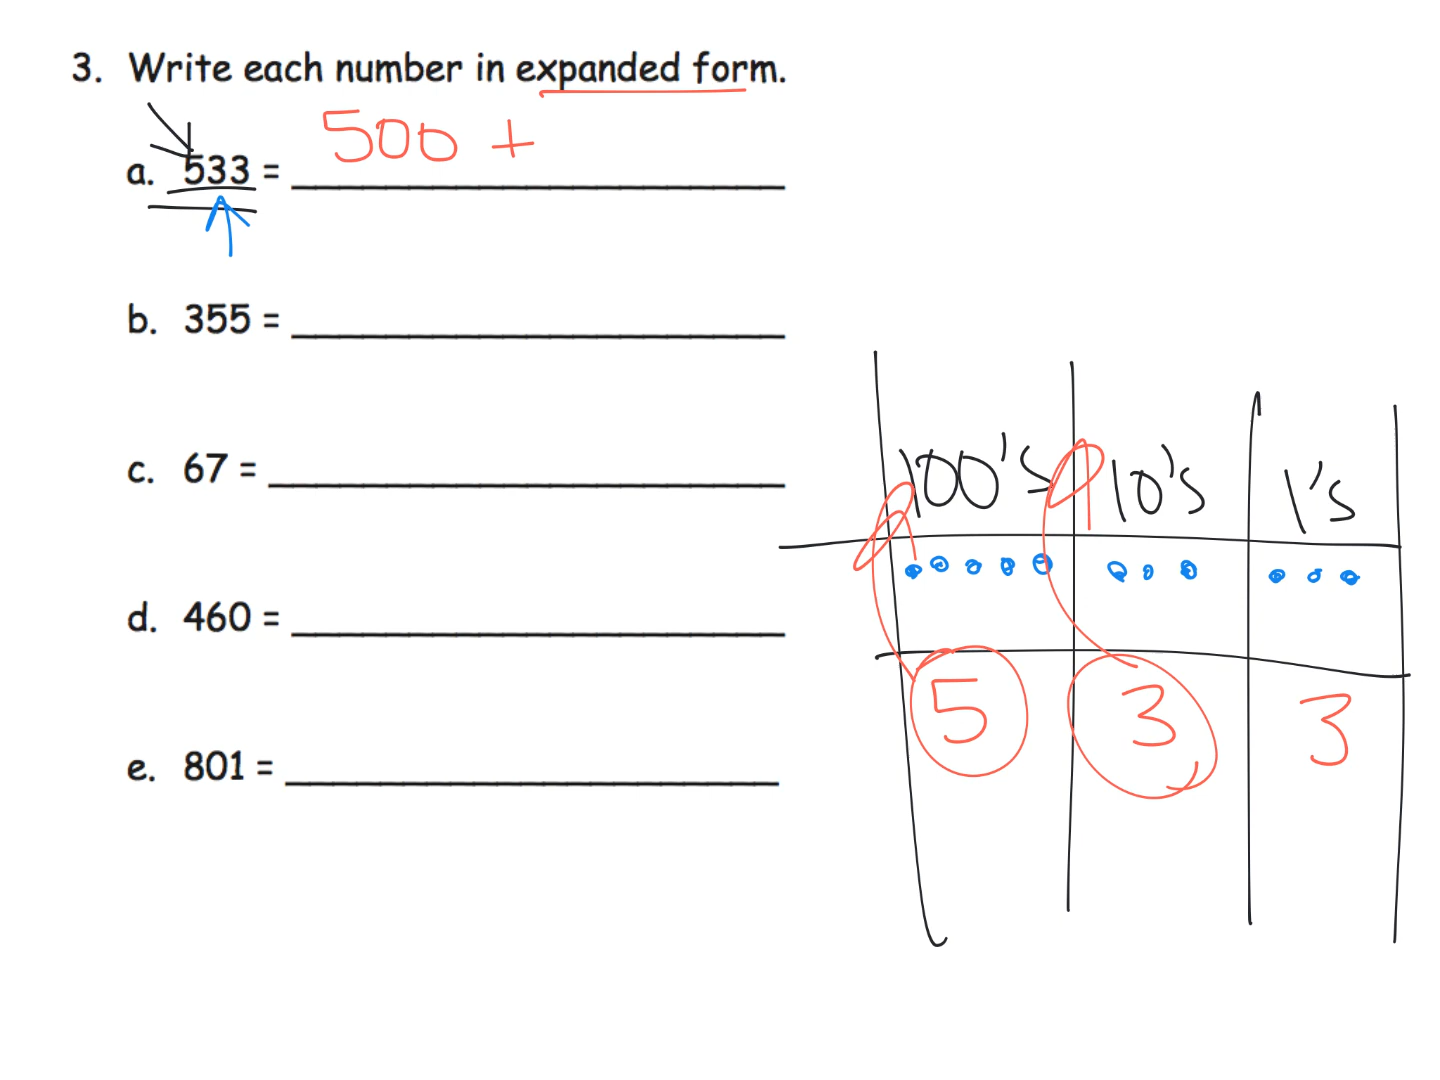 3. Write each number in expanded form.
a. 533 = 500 +
b. 355 =
c. 67 =
d. 460 =
e. 801 =
100's 10's 1's
5 3 3